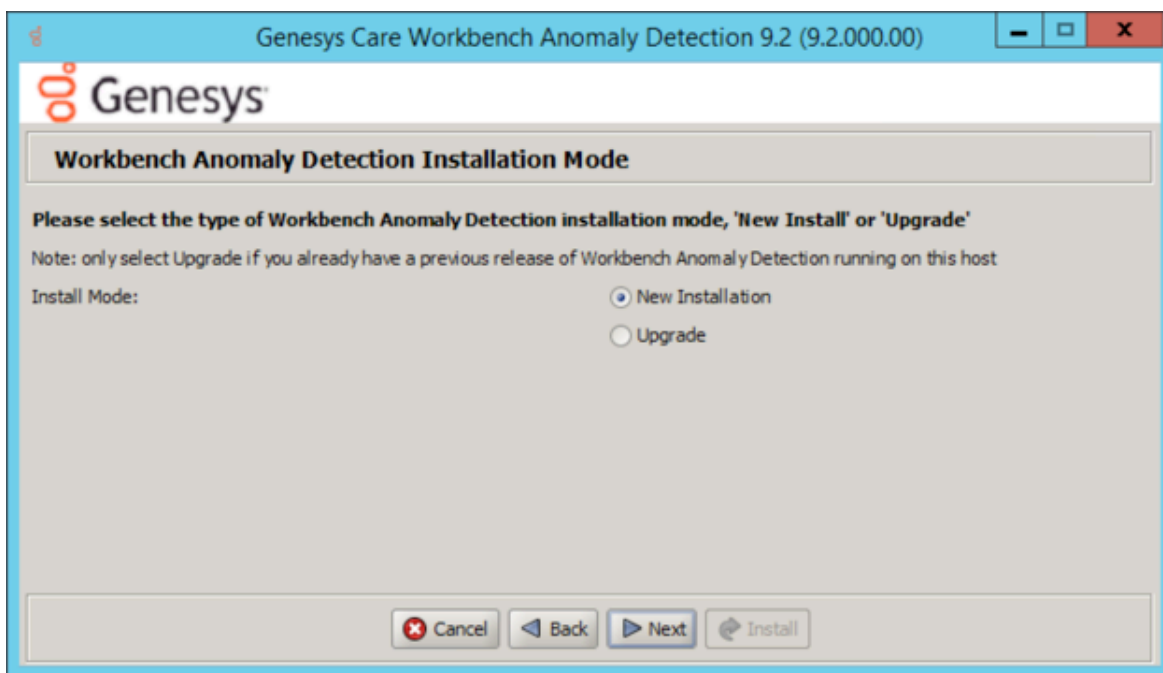 Genesys Care Workbench Anomaly Detection 9.2 (9.2.000.00)
Genesys
Workbench Anomaly Detection Installation Mode
Please select the type of Workbench Anomaly Detection installation mode, 'New Install' or 'Upgrade'
Note: only select Upgrade if you already have a previous release of Workbench Anomaly Detection running on this host
Install Mode:
New Installation
Upgrade
Cancel Back Next Install